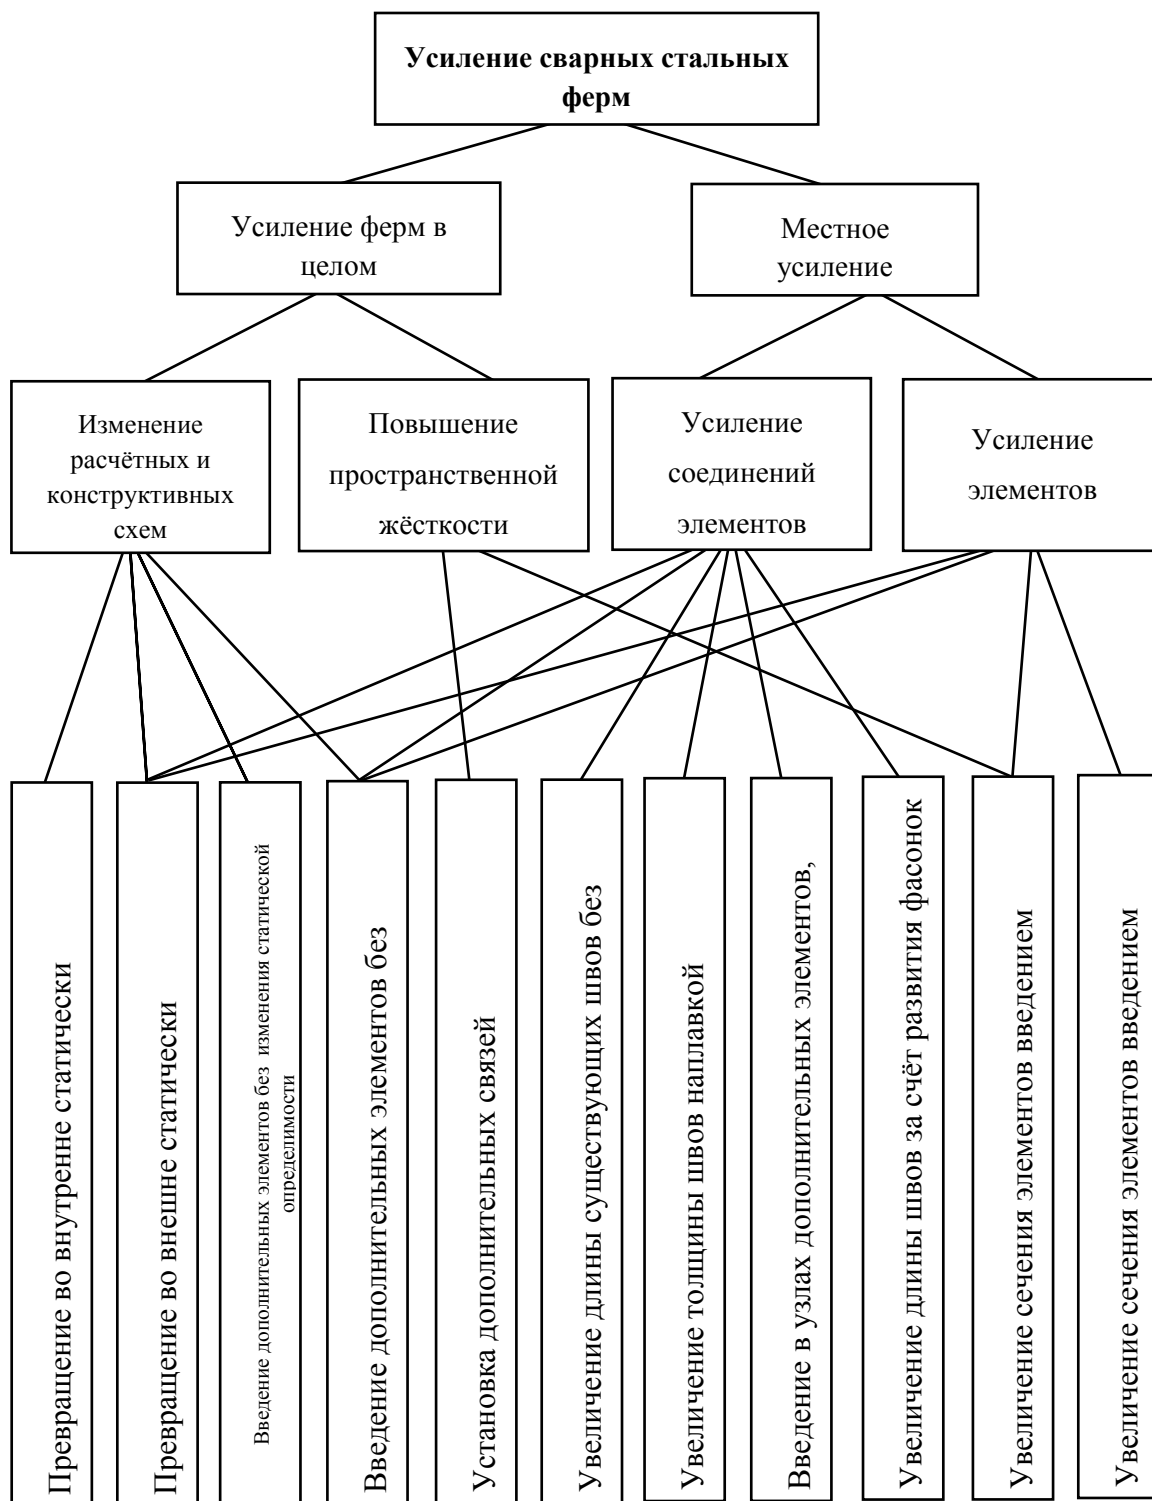 Усиление сварных стальных
ферм
Усиление ферм в
целом
Местное
усиление
Изменение
расчётных и
конструктивных
схем
Повышение
пространственной
жёсткости
Усиление
соединений
элементов
Усиление
элементов
Превращение во внутренне статически
Превращение во внешне статически
Введение дополнительных элементов без изменения статической
определимости
Введение дополнительных элементов без
Установка дополнительных связей
Увеличение длины существующих швов без
Увеличение толщины швов наплавкой
Введение в узлах дополнительных элементов,
Увеличение длины швов за счёт развития фасонок
Увеличение сечения элементов введением
Увеличение сечения элементов введением